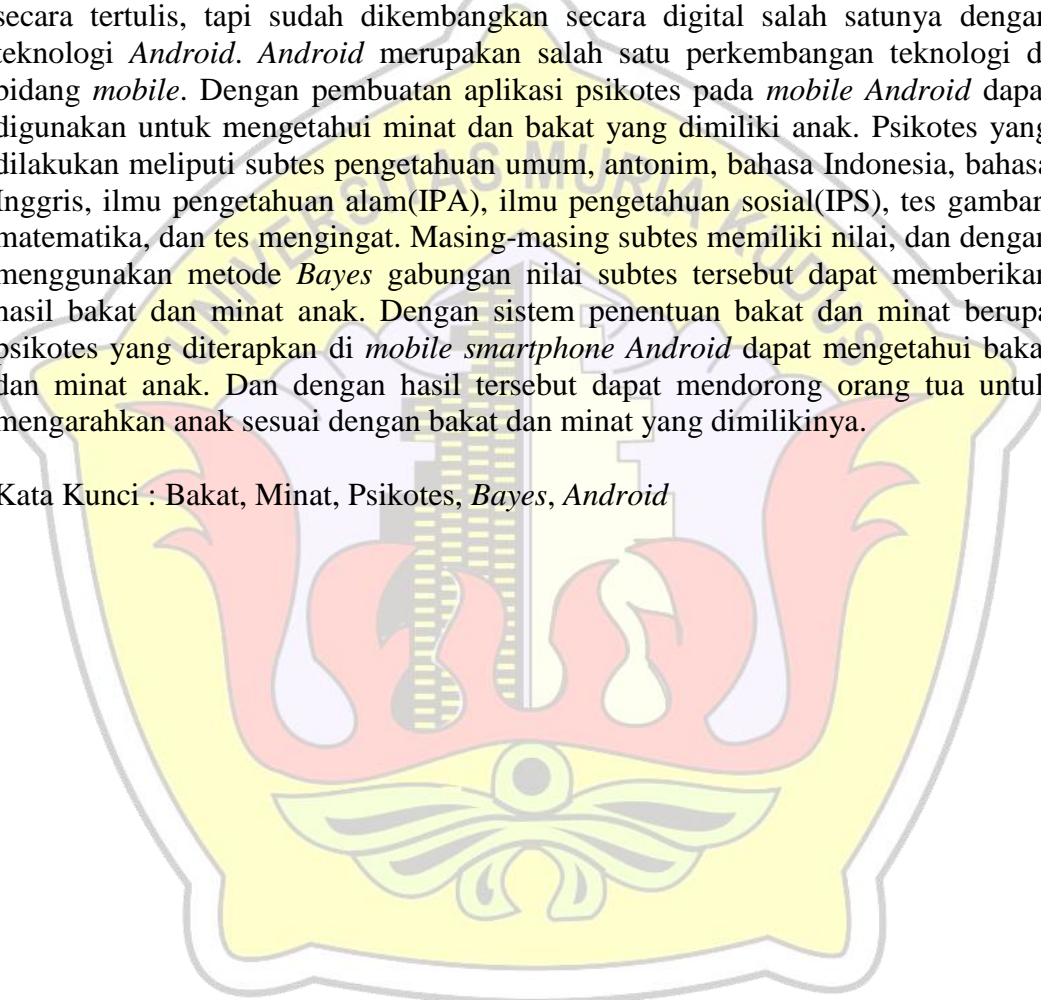 secara tertulis, tapi sudah dikembangkan secara digital salah satunya dengan
teknologi Android. Android merupakan salah satu perkembangan teknologi d
bidang mobile. Dengan pembuatan aplikasi psikotes pada mobile Android dapa
digunakan untuk mengetahui minat dan bakat yang dimiliki anak. Psikotes yang
dilakukan meliputi subtes pengetahuan umum, antonim, bahasa Indonesia, bahasa
Inggris, ilmu pengetahuan alam(IPA), ilmu pengetahuan sosial(IPS), tes gambar
matematika, dan tes mengingat. Masing-masing subtes memiliki nilai, dan dengan
menggunakan metode Bayes gabungan nilai subtes tersebut dapat memberikan
hasil bakat dan minat anak. Dengan sistem penentuan bakat dan minat berupa
psikotes yang diterapkan di mobile smartphone Android dapat mengetahui baka
dan minat anak. Dan dengan hasil tersebut dapat mendorong orang tua untuk
mengarahkan anak sesuai dengan bakat dan minat yang dimilikinya.
Kata Kunci : Bakat, Minat, Psikotes, Bayes, Android
UNIVERSITAS MURIA KUDUS